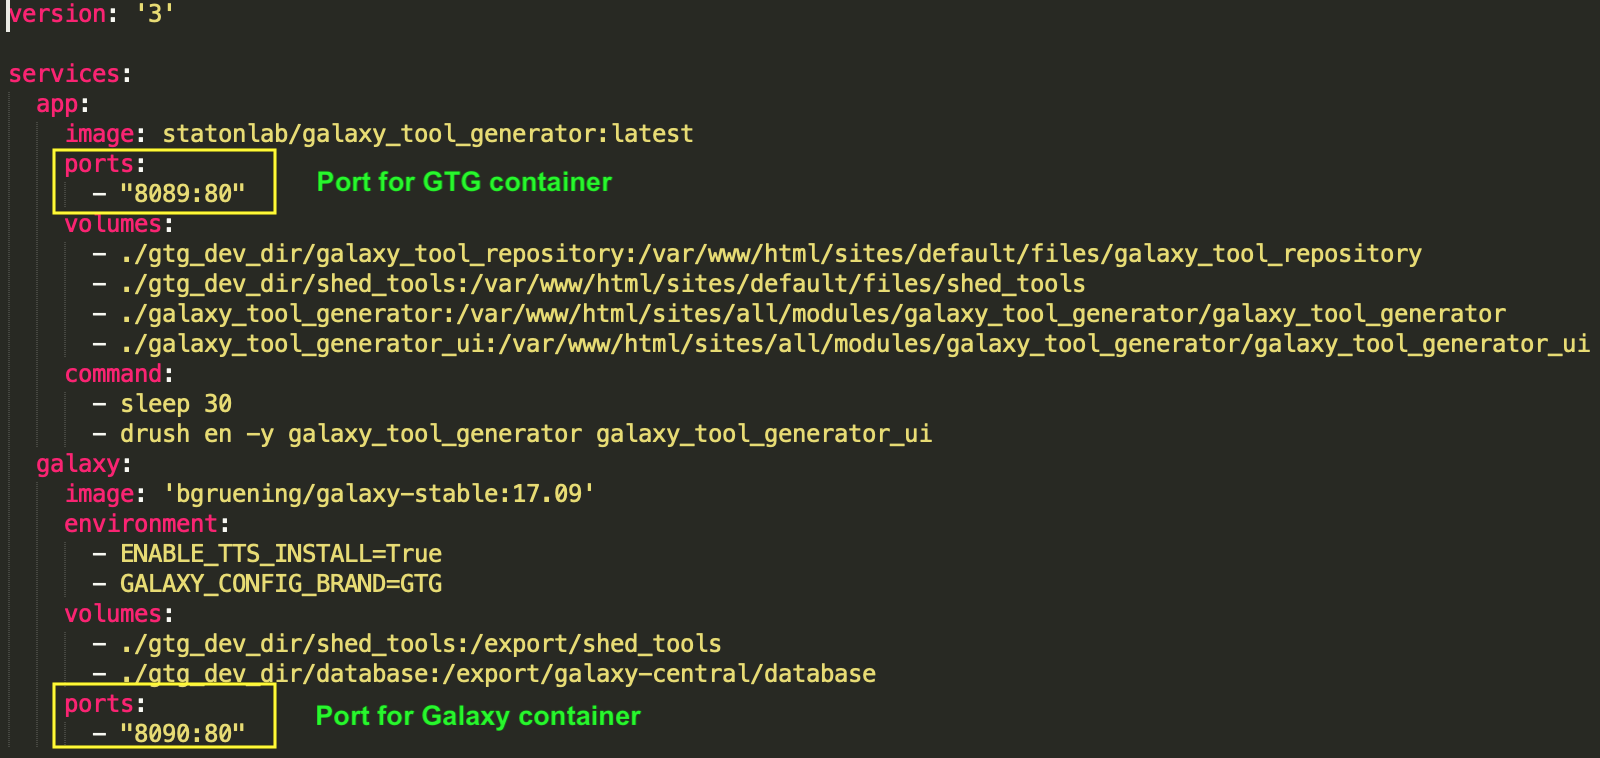 version: '3'
services:
app:
image: statonlab/galaxy_tool_generator:latest
ports:
- "8089:80"
Port for GTG container
volumes:
- ./gtg_dev_dir/galaxy_tool_repository:/var/www/html/sites/default/files/galaxy_tool_repository
- ./gtg_dev_dir/shed_tools:/var/www/html/sites/default/files/shed_tools
- ./galaxy_tool_generator:/var/www/html/sites/all/modules/galaxy_tool_generator/galaxy_tool_generator
- ./galaxy_tool_generator_ui:/var/www/html/sites/all/modules/galaxy_tool_generator/galaxy_tool_generator_ui
command:
- sleep 30
- drush en -y galaxy_tool_generator galaxy_tool_generator_ui
galaxy:
image: 'bgruening/galaxy-stable:17.09'
environment:
- ENABLE_TTS_INSTALL=True
- GALAXY_CONFIG_BRAND=GTG
volumes:
- ./gtg_dev_dir/shed_tools:/export/shed_tools
- ./gtg_dev_dir/database:/export/galaxy-central/database
ports:
- "8090:80"
Port for Galaxy container